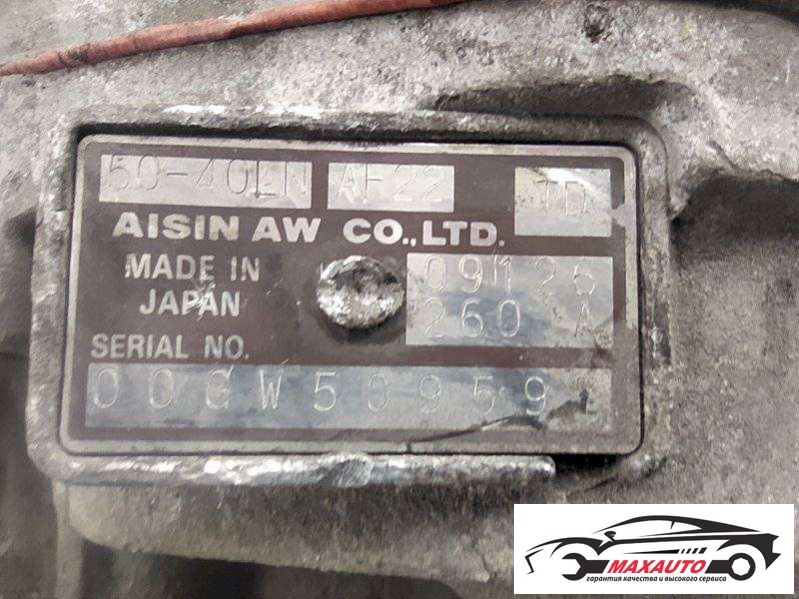 50-40LN AF22 TD
AISIN AW CO.,LTD.
MADE IN
JAPAN
09126
260 A
SERIAL NO.
00GW509592
MAXAUTO
гарантия качества и высокого сервиса